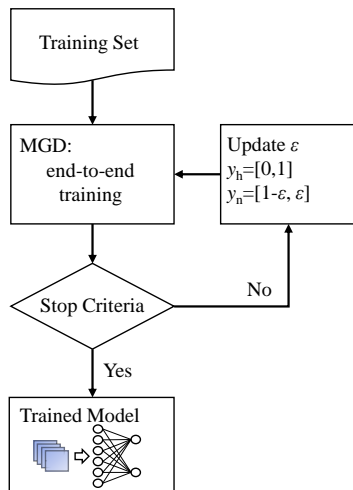 Training Set
MGD:
end-to-end
training
Update ε
yh=[0,1]
yn=[1-ε, ε]
Stop Criteria
No
Yes
Trained Model